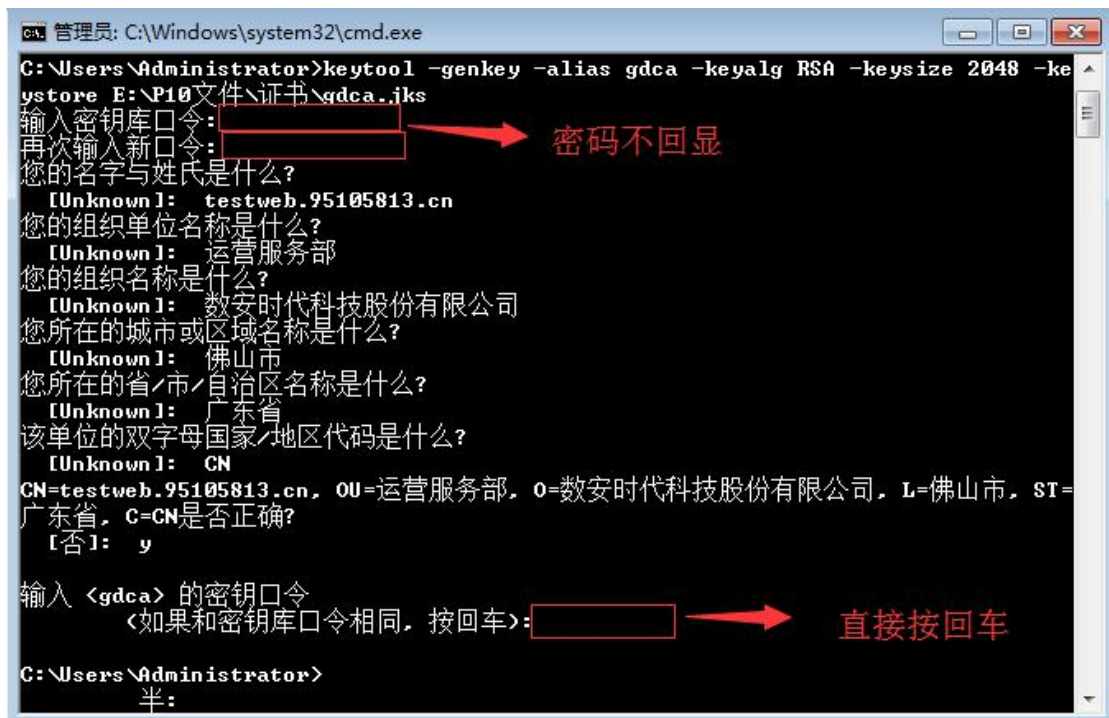 管理员: C:\Windows\system32\cmd.exe
C:\Users\Administrator>keytool -genkey -alias gdca -keyalg RSA -keysize 2048 -ke
ystore E:\P10文件\证书\gdca.jks
输入密钥库口令:
密码不回显
再次输入新口令:
您的名字与姓氏是什么?
[Unknown]: testweb.95105813.cn
您的组织单位名称是什么?
[Unknown]: 运营服务部
您的组织名称是什么?
[Unknown]: 数安时代科技股份有限公司
您所在的城市或区域名称是什么?
[Unknown]: 佛山市
您所在的省/市/自治区名称是什么?
[Unknown]: 广东省
该单位的双字母国家/地区代码是什么?
[Unknown]: CN
CN=testweb.95105813.cn, OU=运营服务部, O=数安时代科技股份有限公司, L=佛山市, ST=
广东省, C=CN是否正确?
[否]: y
输入 <gdca> 的密钥口令
(如果和密钥库口令相同, 按回车):
直接按回车
C:\Users\Administrator>
半: